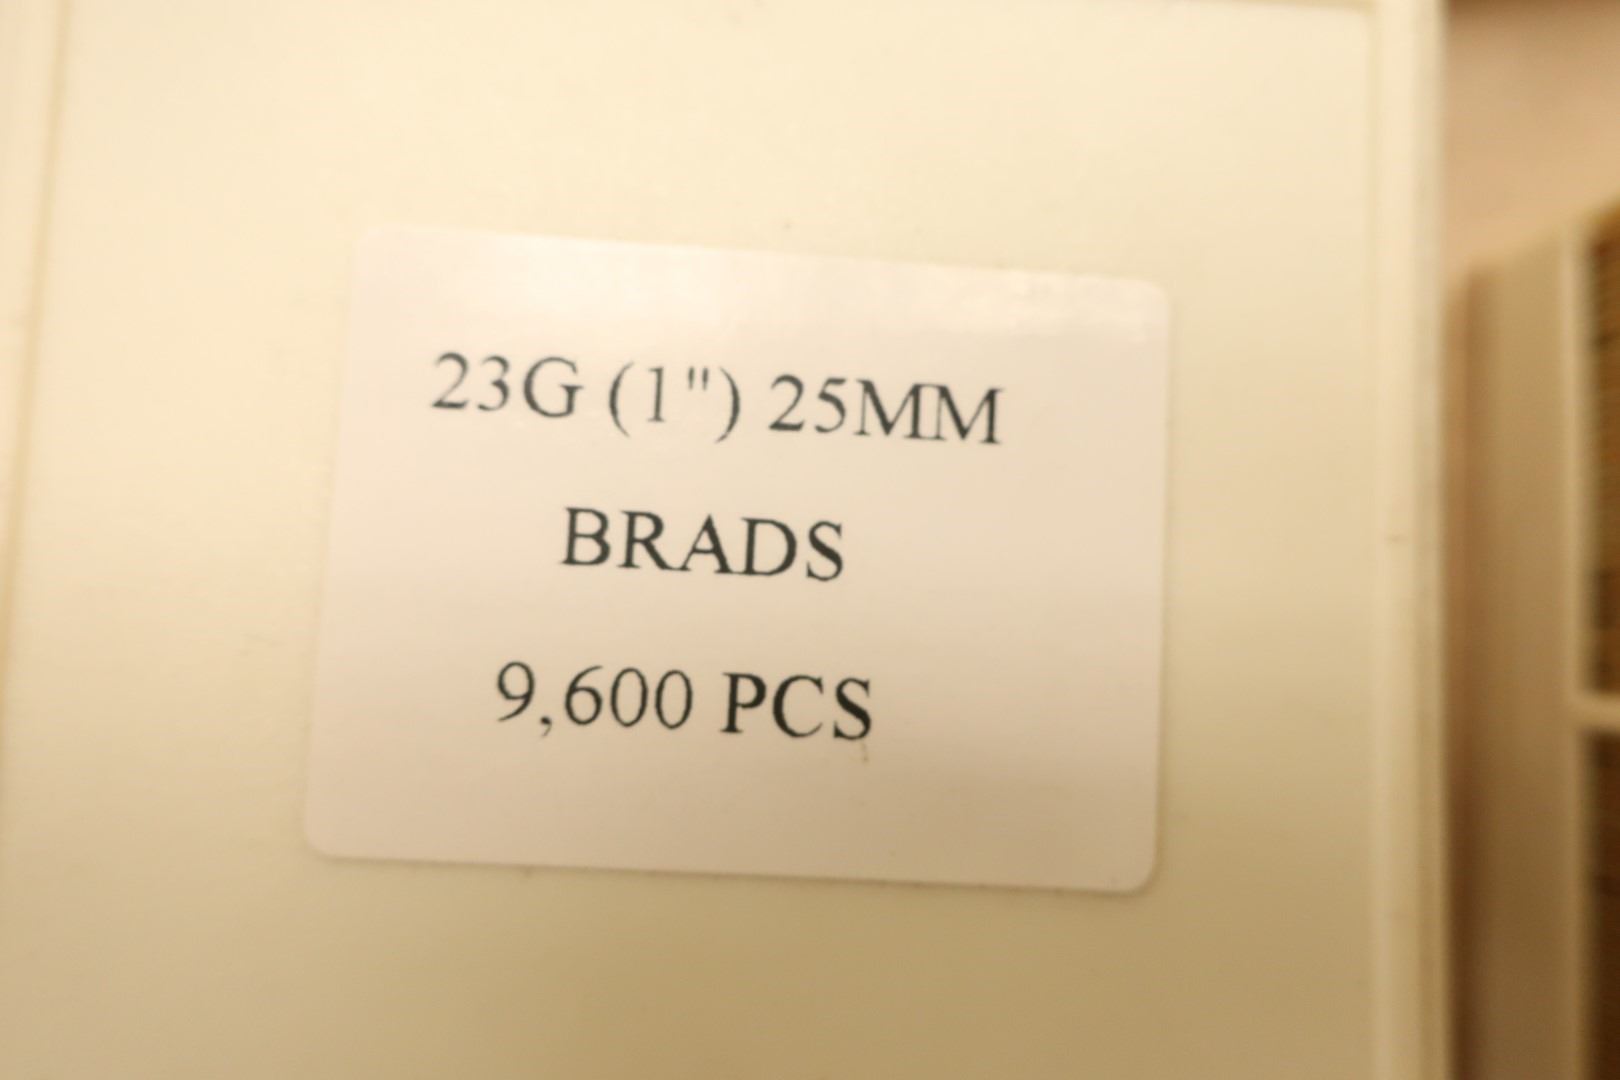 23G (1") 25MM
BRADS
9,600 PCS